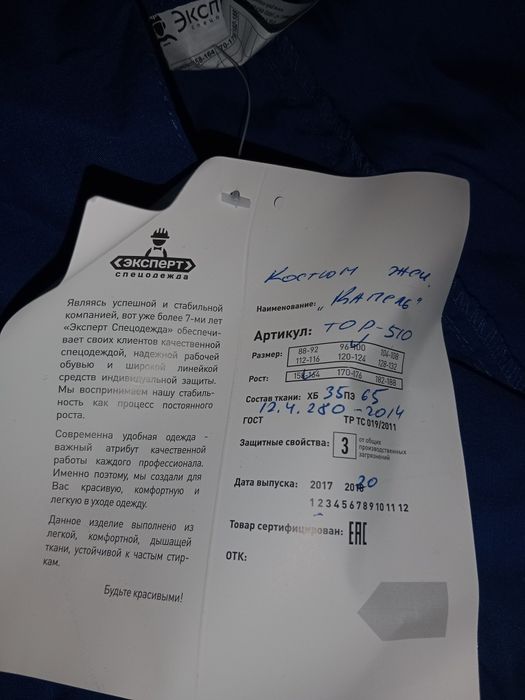 ЭКСП
спецо
158-164
ЭКСПЕРТ
спецодежда
Являясь успешной и стабильной
компанией, вот уже более 7-ми лет
«Эксперт Спецодежда» обеспечи-
вает своих клиентов качественной
спецодеждой, надежной рабочей
обувью и широкой линейкой
средств индивидуальной защиты.
Мы воспринимаем нашу стабиль-
ность как процесс постоянного
роста.
Современна удобная одежда -
важный атрибут качественной
работы каждого профессионала.
Именно поэтому, мы создали для
Вас красивую, комфортную и
легкую в уходе одежду.
Данное изделие выполнено из
легкой, комфортной, дышащей
ткани, устойчивой к частым стир-
кам.
Будьте красивыми!
Костюм жен.
Наименование: "Капель"
Артикул: ТОР-510
Размер: 88-92 96-100 104-108
112-116 120-124 128-132
Рост: 158-164 170-176 182-188
Состав ткани: ХБ 35 ПЭ 65
12.4.280-2014
ГОСТ ТР ТС 019/2011
Защитные свойства: З от общих
производственных
загрязнений
Дата выпуска: 2017 2020
1 2 3 4 5 6 7 8 9 10 11 12
Товар сертифицирован: ЕАС
ОТК: